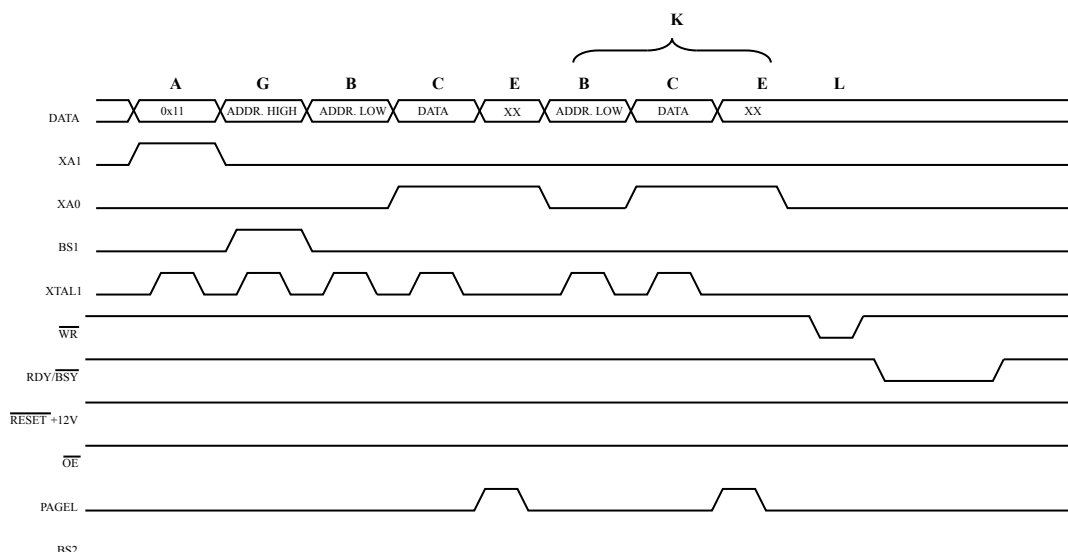 K
A G B C E B C E L
DATA 0x11 ADDR. HIGH ADDR. LOW DATA XX ADDR. LOW DATA XX
XA1
XA0
BS1
XTAL1
WR
RDY/BSY
RESET +12V
OE
PAGEL
BS2